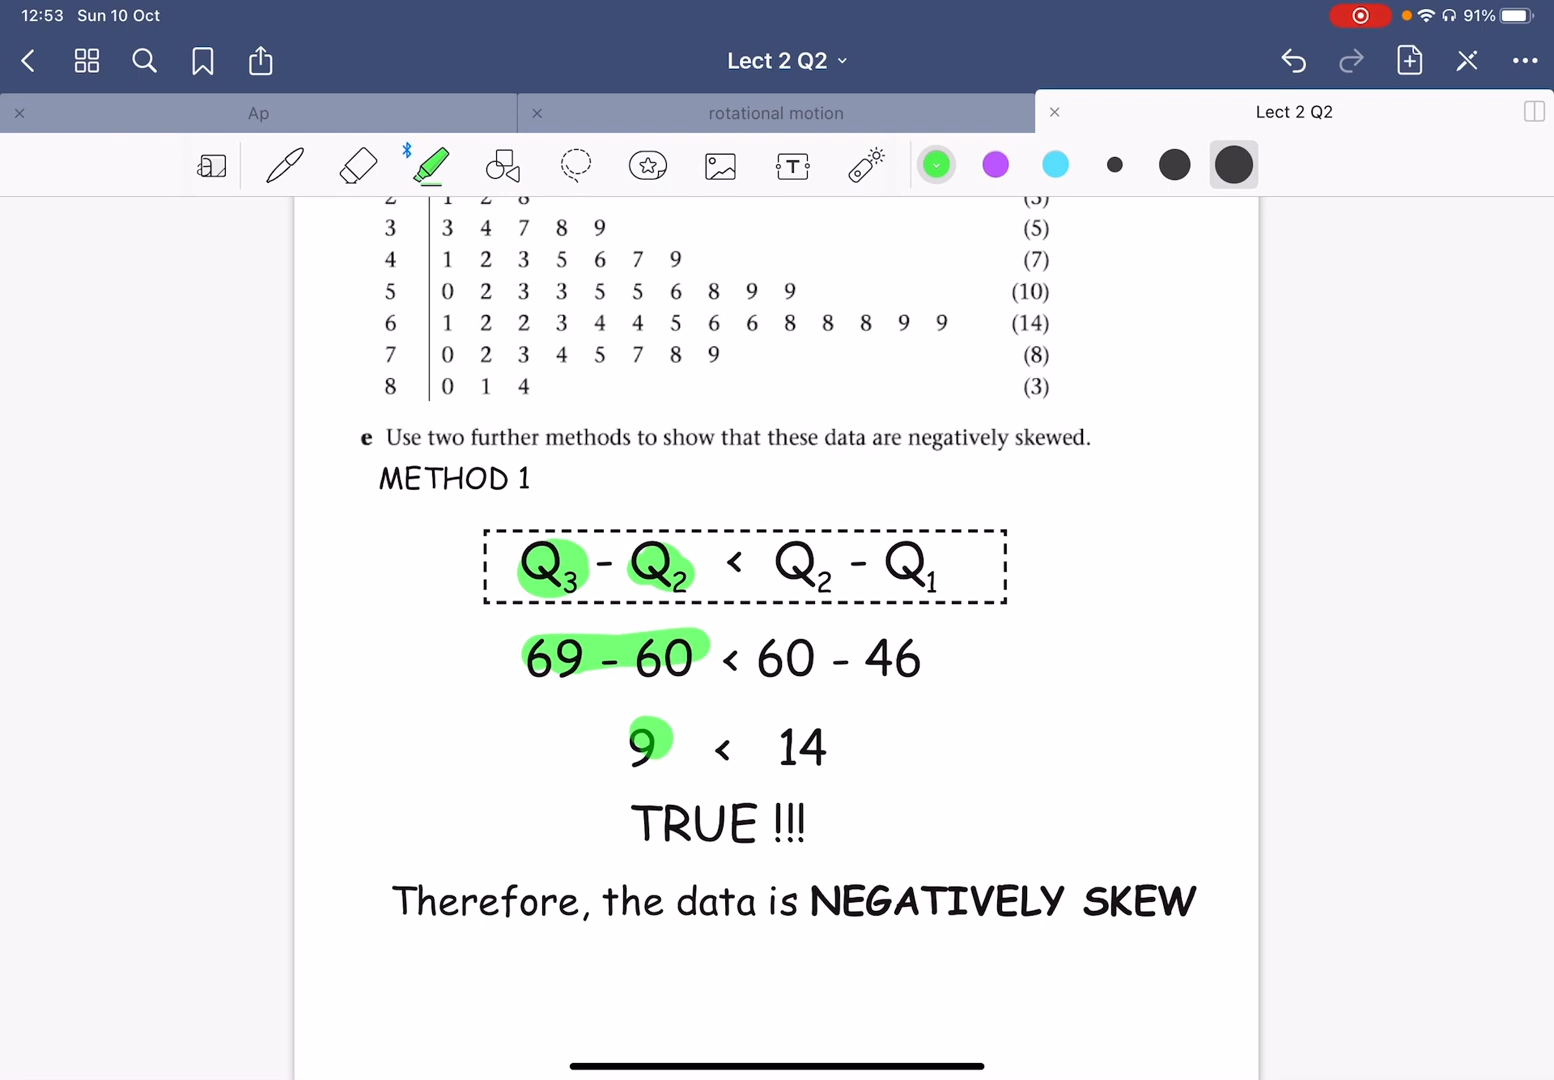 12:53 Sun 10 Oct
91%
Lect 2 Q2
Ap
rotational motion
Lect 2 Q2
T
2 1 2 8 (3)
3 3 4 7 8 9 (5)
4 1 2 3 5 6 7 9 (7)
5 0 2 3 3 5 5 6 8 9 9 (10)
6 1 2 2 3 4 4 5 6 6 8 8 8 9 9 (14)
7 0 2 3 4 5 7 8 9 (8)
8 0 1 4 (3)
e Use two further methods to show that these data are negatively skewed.
METHOD 1
Q₃ - Q₂ < Q₂ - Q₁
69 - 60 < 60 - 46
9 < 14
TRUE !!!
Therefore, the data is NEGATIVELY SKEW